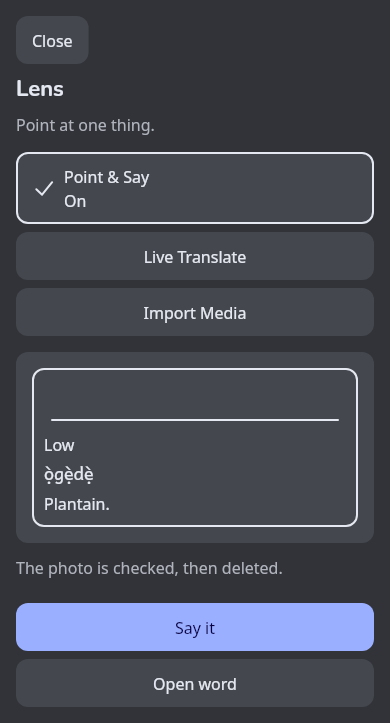 Close
Lens
Point at one thing.
Point & Say
On
Live Translate
Import Media
Low
ọ̀gẹ̀dẹ̀
Plantain.
The photo is checked, then deleted.
Say it
Open word